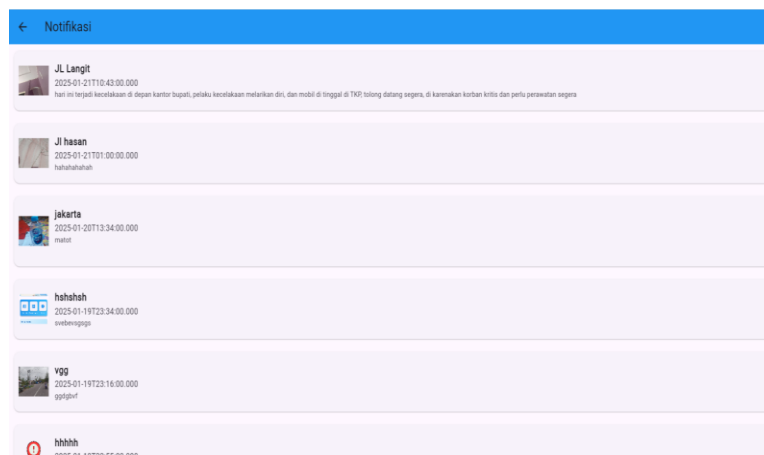 Notifikasi
JL Langit
2025-01-21T10:43:00.000
hari ini terjadi kecelakaan di depan kantor bupati, pelaku kecelakaan melarikan diri, dan mobil di tinggal di TKP, tolong datang segera, di karenakan korban kritis dan perlu perawatan segera
Jl hasan
2025-01-21T01:00:00.000
hahahahahah
jakarta
2025-01-20T13:34:00.000
matot
hshshsh
2025-01-19T23:34:00.000
svebevsgsgs
vgg
2025-01-19T23:16:00.000
ggdgbvf
hhhhh